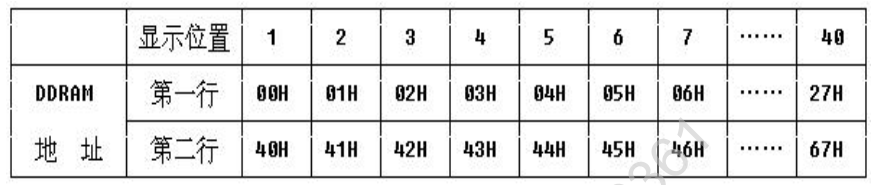 显示位置 1 2 3 4 5 6 7 …… 40
DDRAM 第一行 00H 01H 02H 03H 04H 05H 06H …… 27H
地 址 第二行 40H 41H 42H 43H 44H 45H 46H …… 67H